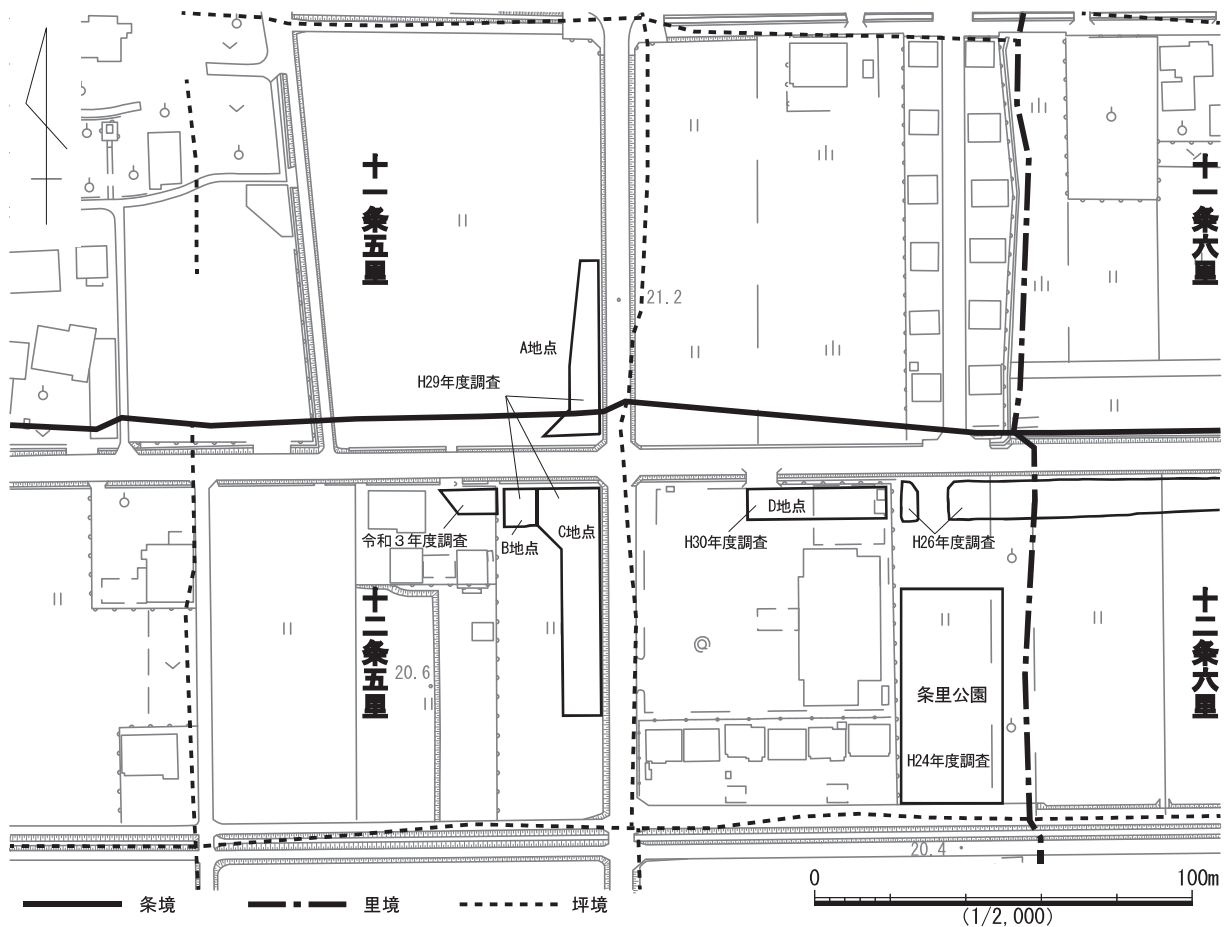 十一条五里
十一条六里
21.2
A地点
H29年度調査
D地点
C地点
令和３年度調査
B地点
H30年度調査
H26年度調査
十二条五里
十二条六里
20.6
条里公園
H24年度調査
20.4
条境
里境
坪境
0
100m
(1/2,000)